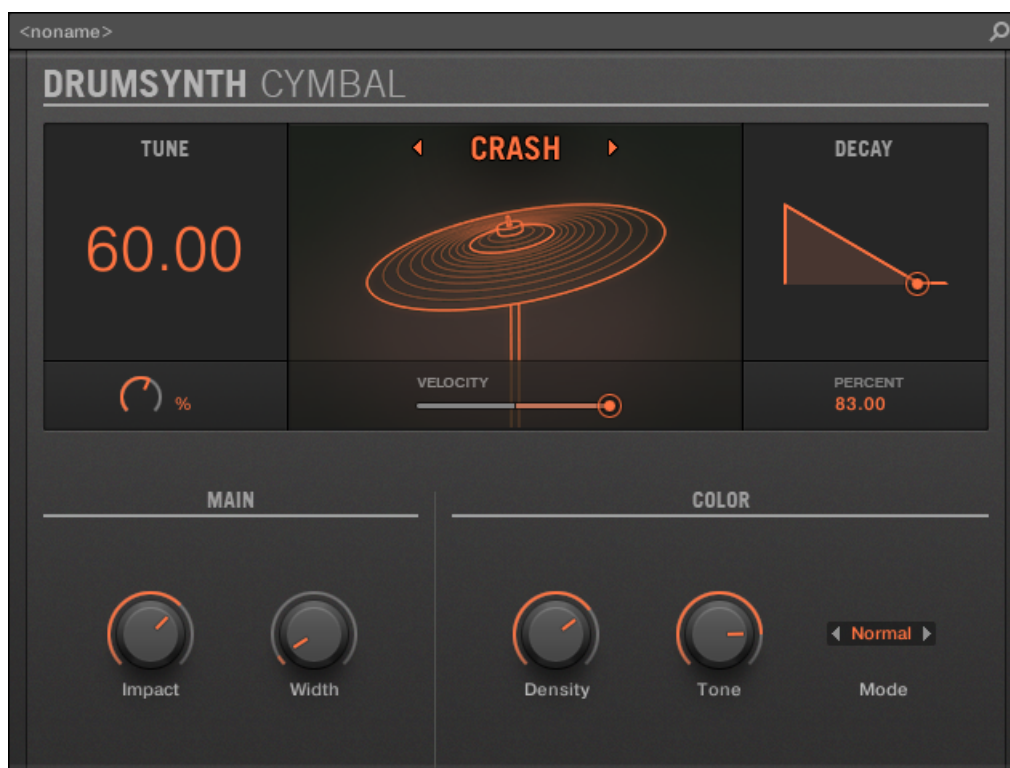 <noname>
DRUMSYNTH CYMBAL
TUNE
CRASH
DECAY
60.00
%
VELOCITY
PERCENT
83.00
MAIN
COLOR
Impact
Width
Density
Tone
Normal
Mode